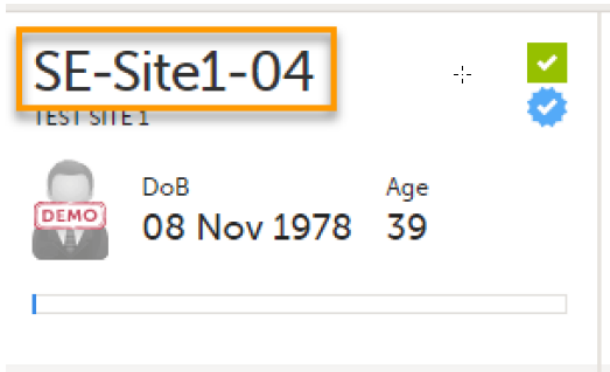 SE-Site1-04
TEST SITE 1
DoB
Age
DEMO
08 Nov 1978
39